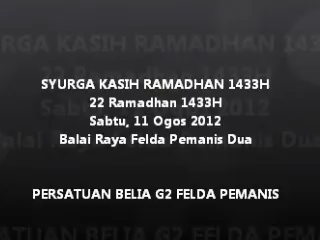 SYURGA KASIH RAMADHAN 1433H
22 Ramadhan 1433H
Sabtu, 11 Ogos 2012
Balai Raya Felda Pemanis Dua
PERSATUAN BELIA G2 FELDA PEMANIS